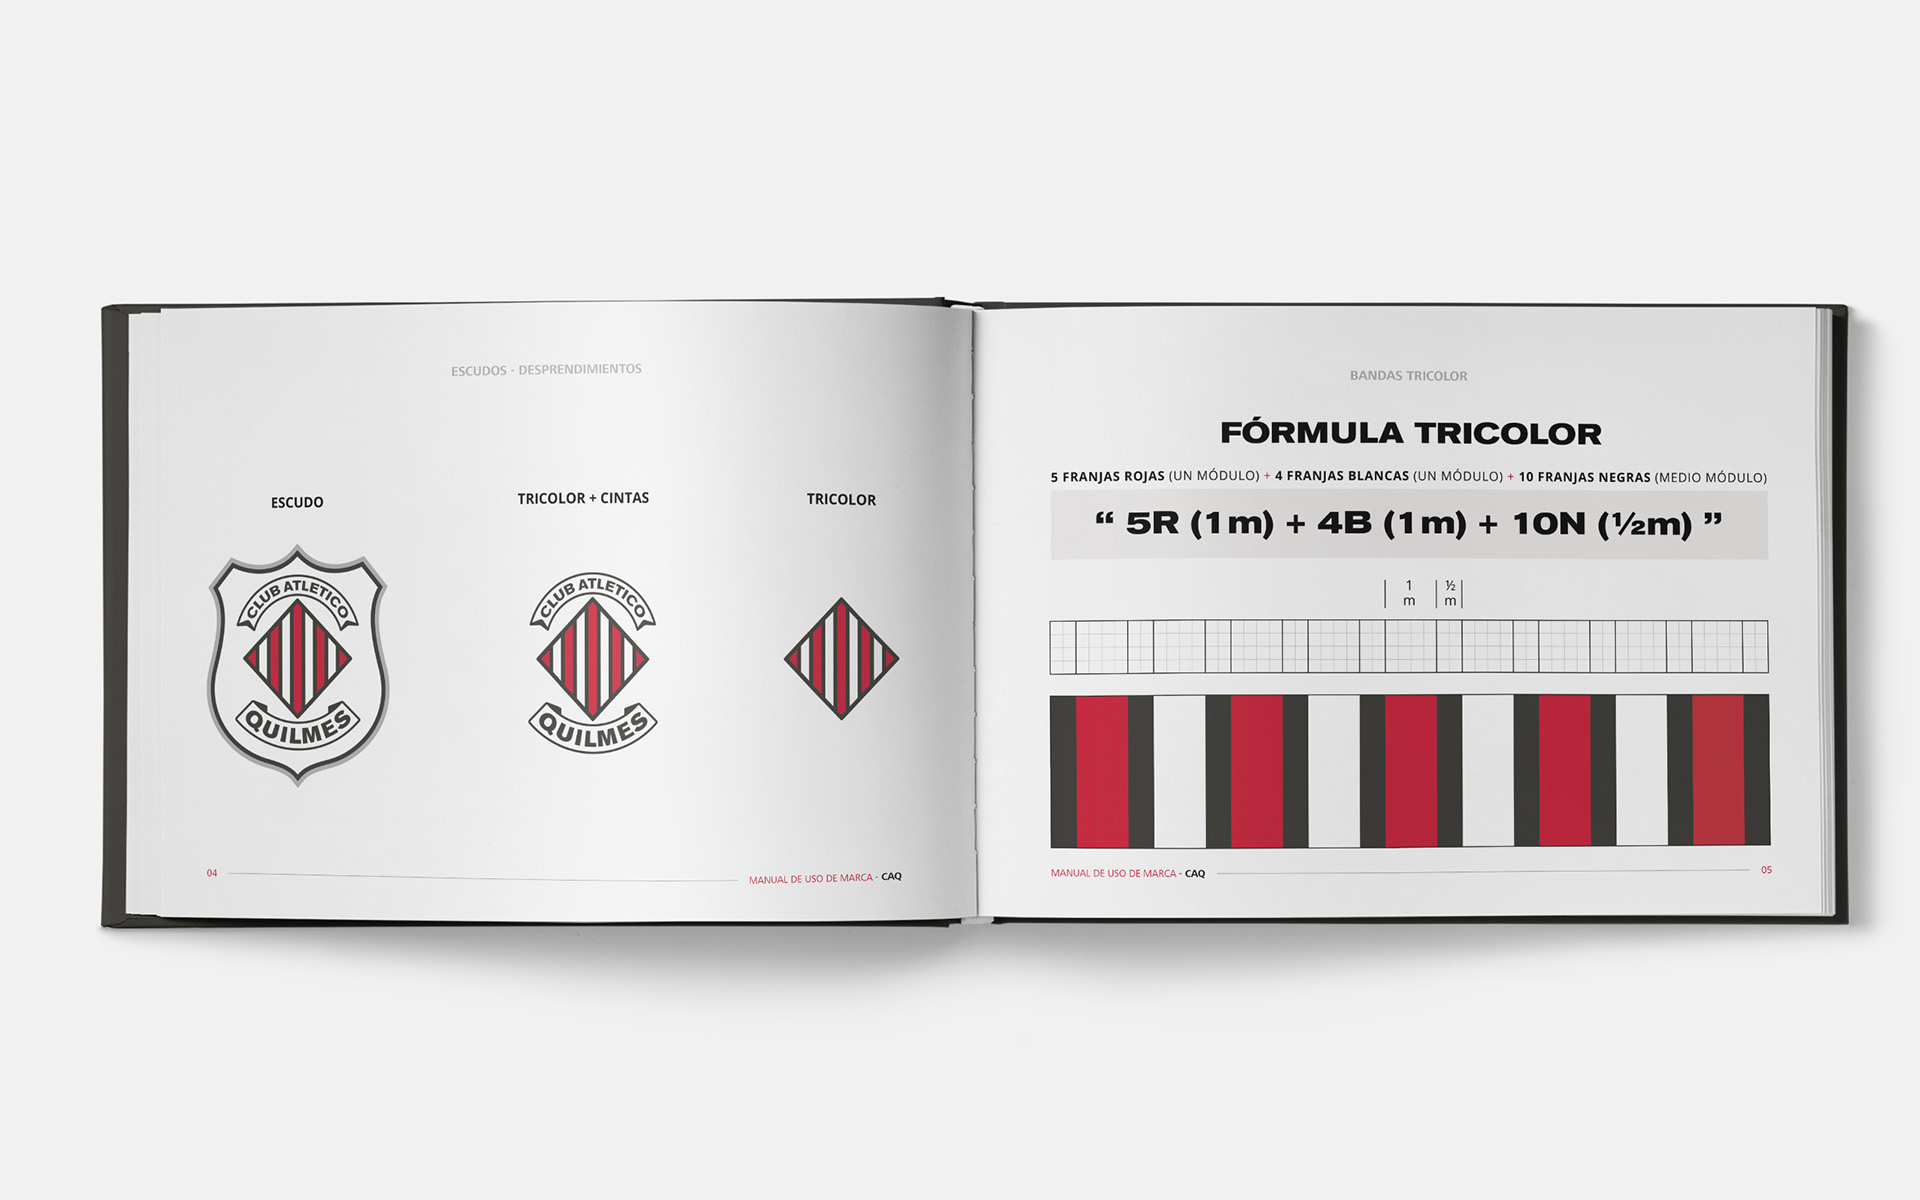 ESCUDOS - DESPRENDIMIENTOS
ESCUDO
TRICOLOR + CINTAS
TRICOLOR
CLUB ATLETICO
QUILMES
CLUB ATLETICO
QUILMES
04
MANUAL DE USO DE MARCA - CAQ
BANDAS TRICOLOR
FÓRMULA TRICOLOR
5 FRANJAS ROJAS (UN MÓDULO) + 4 FRANJAS BLANCAS (UN MÓDULO) + 10 FRANJAS NEGRAS (MEDIO MÓDULO)
“ 5R (1m) + 4B (1m) + 10N (½m) ”
1 m
½ m
MANUAL DE USO DE MARCA - CAQ
05